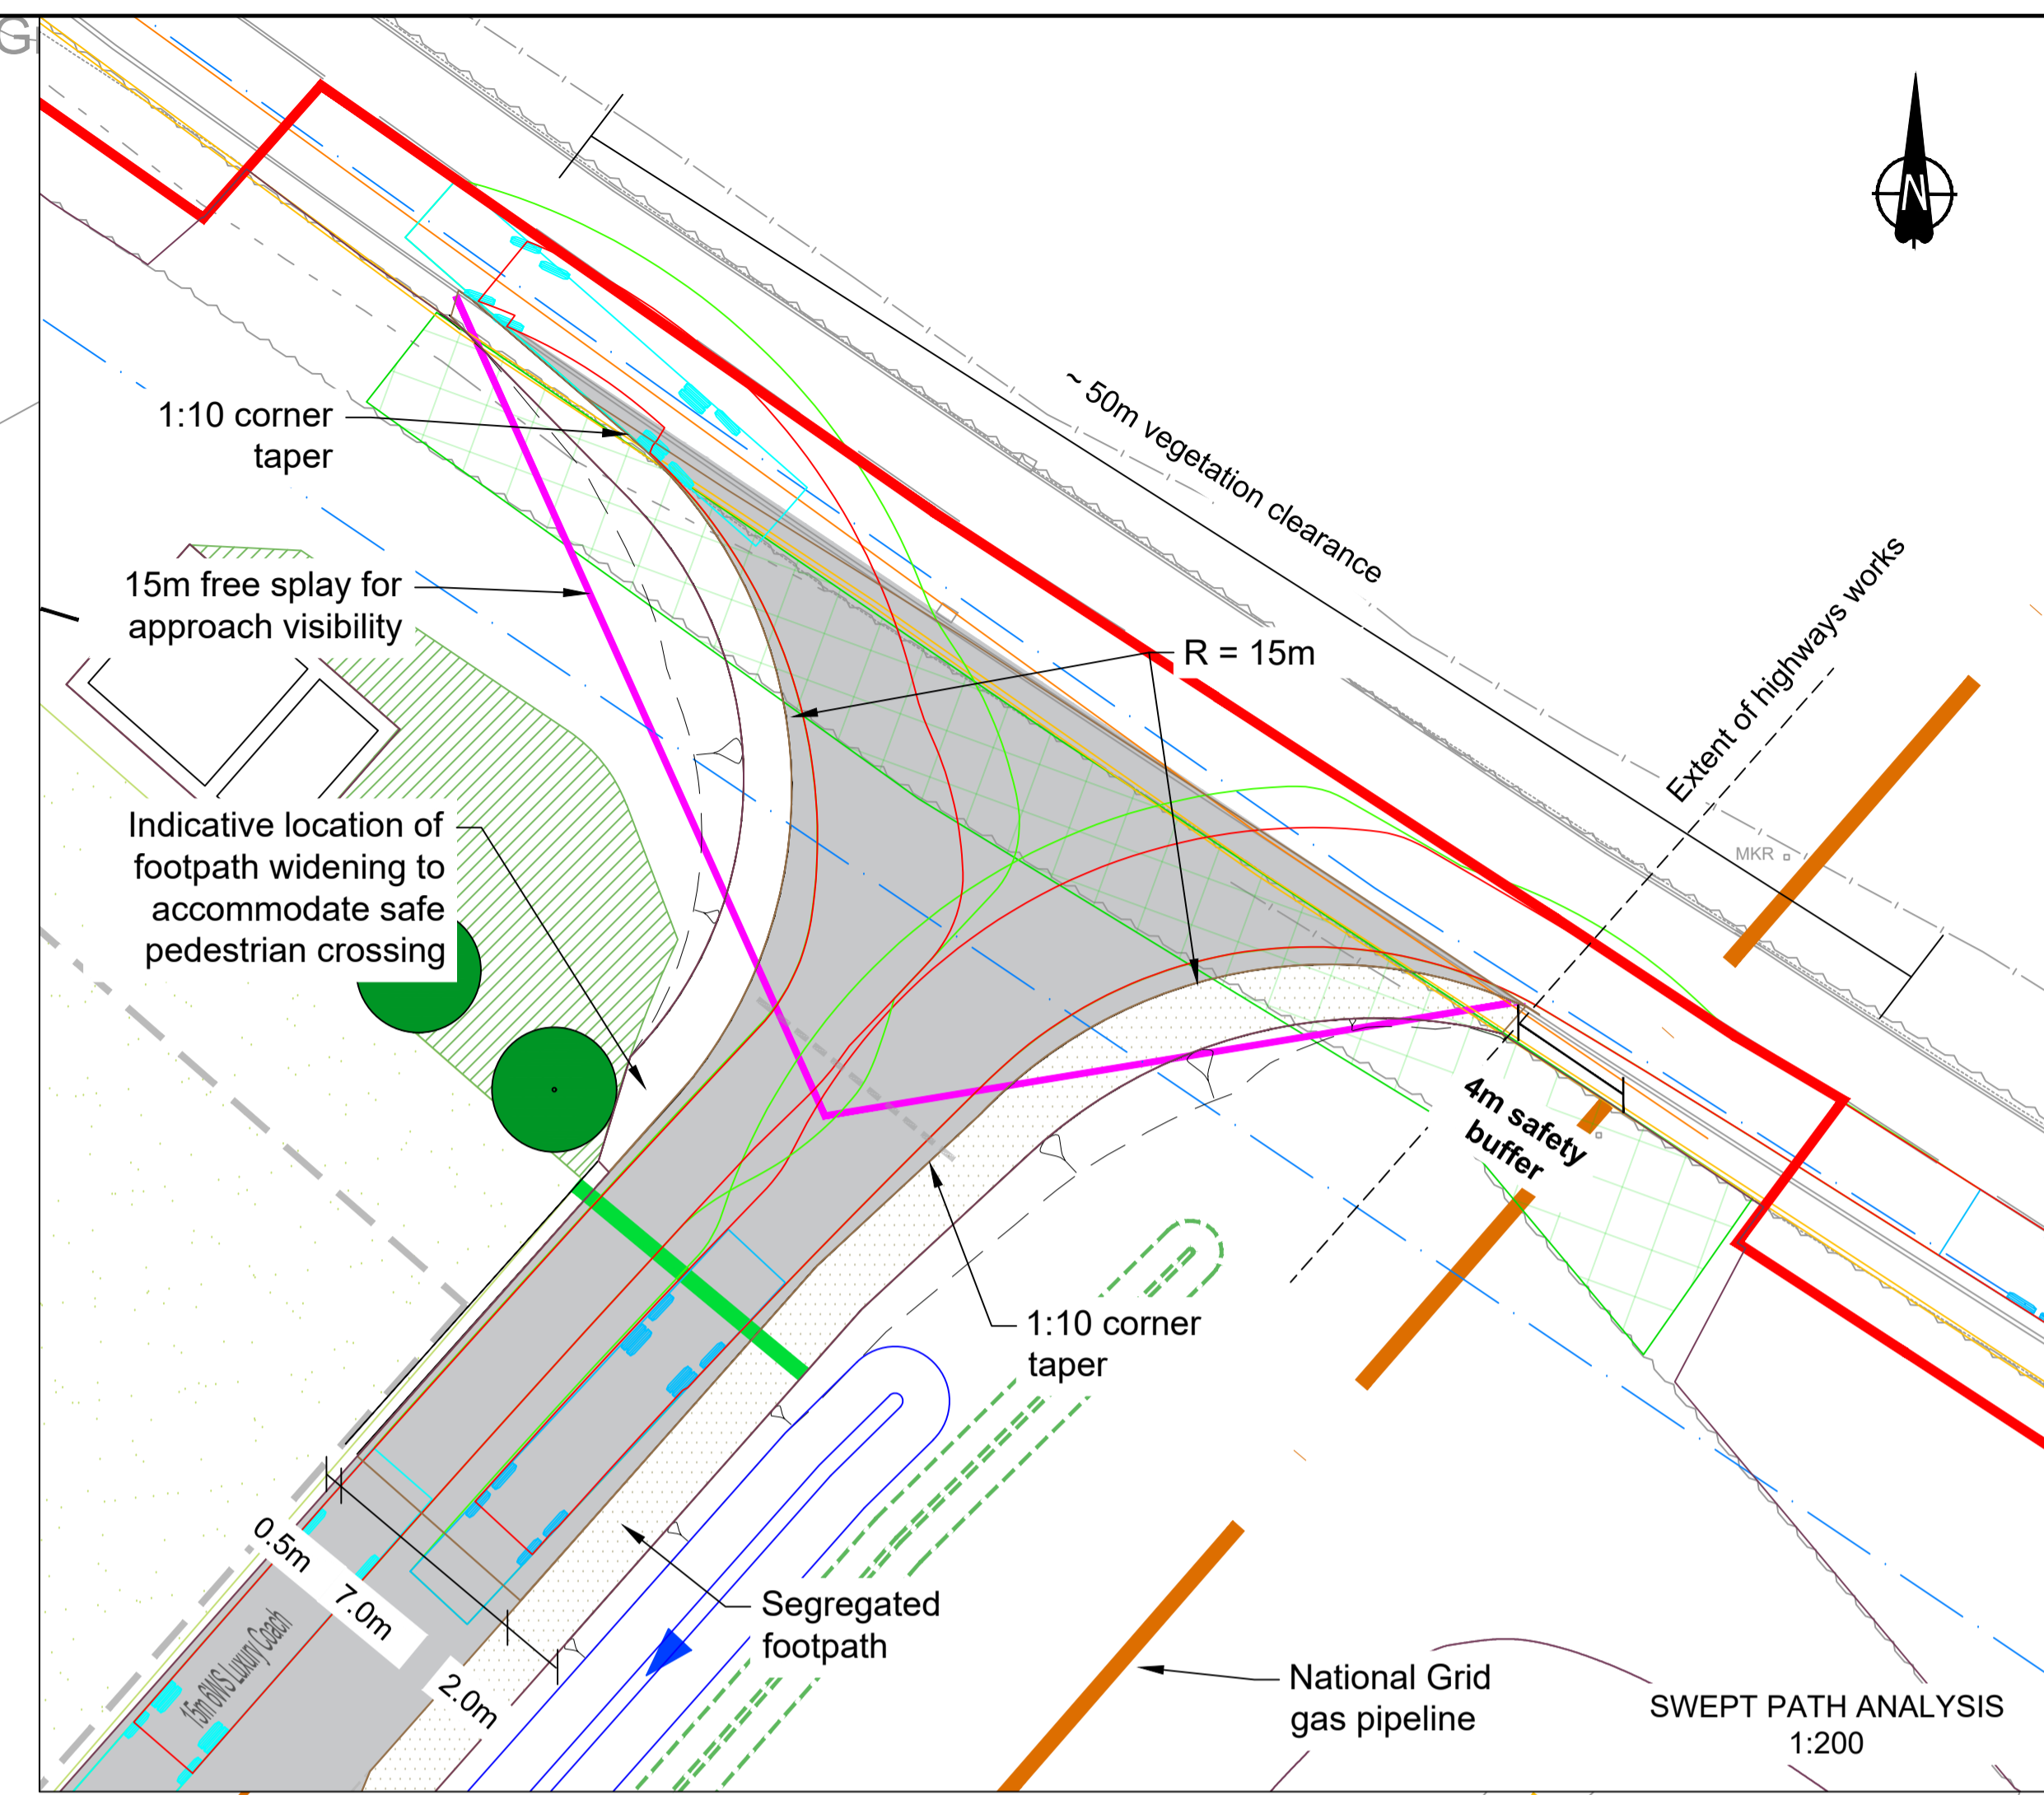 G
N
~ 50m vegetation clearance
1:10 corner
taper
15m free splay for
approach visibility
R = 15m
Extent of highways works
MKR
Indicative location of
footpath widening to
accommodate safe
pedestrian crossing
4m safety
buffer
1:10 corner
taper
0.5m
7.0m
2.0m
15m 6WS Luxury Coach
Segregated
footpath
National Grid
gas pipeline
SWEPT PATH ANALYSIS
1:200